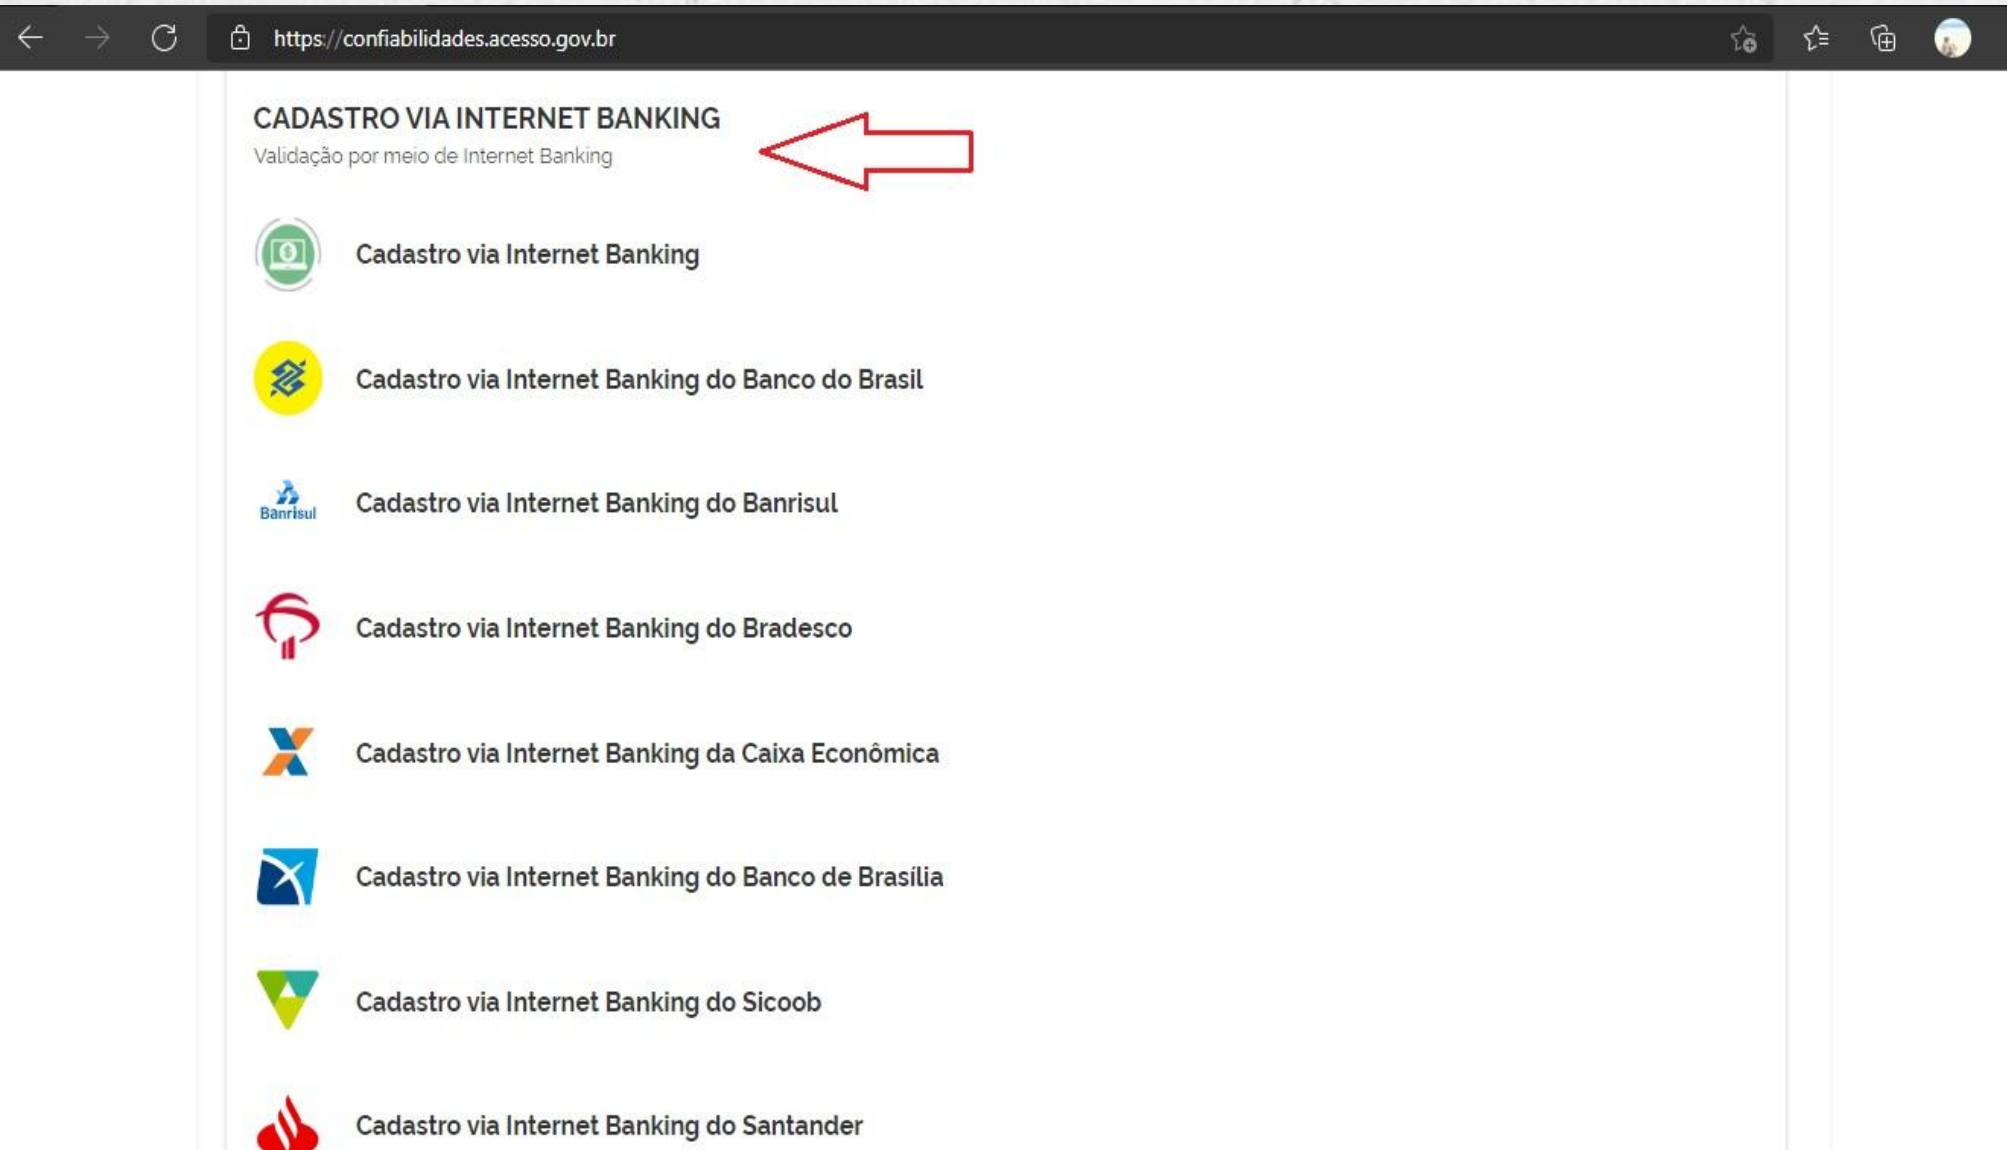 https://confiabilidades.acesso.gov.br
CADASTRO VIA INTERNET BANKING
Validação por meio de Internet Banking
Cadastro via Internet Banking
Cadastro via Internet Banking do Banco do Brasil
Banrisul
Cadastro via Internet Banking do Banrisul
Cadastro via Internet Banking do Bradesco
Cadastro via Internet Banking da Caixa Econômica
Cadastro via Internet Banking do Banco de Brasília
Cadastro via Internet Banking do Sicoob
Cadastro via Internet Banking do Santander